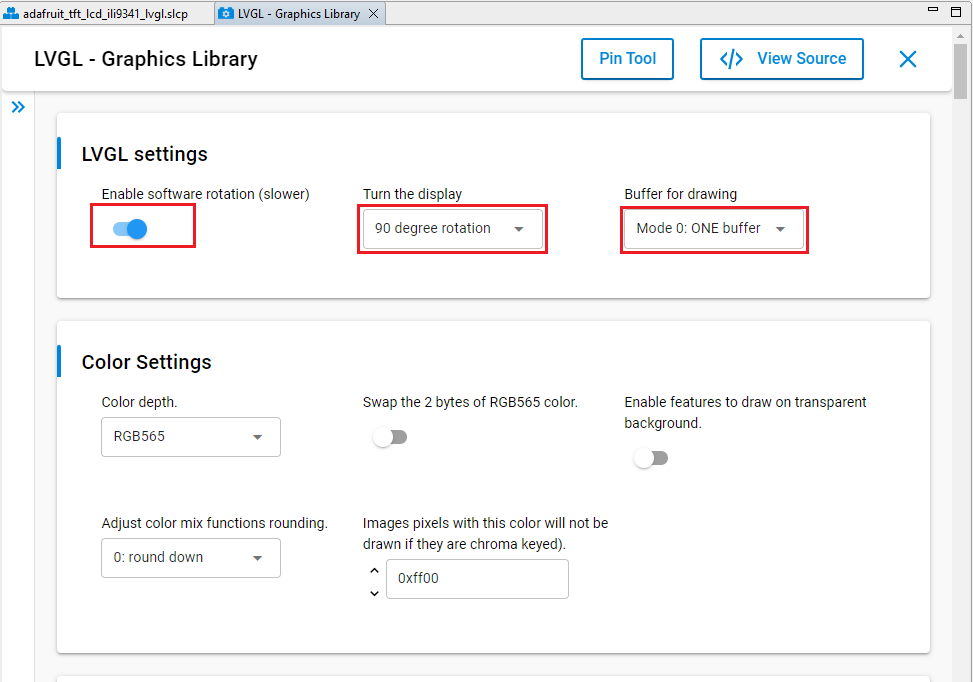 adafruit_tft_lcd_ili9341_lvgl.slcp
LVGL - Graphics Library
LVGL - Graphics Library
Pin Tool
</> View Source
LVGL settings
Enable software rotation (slower)
Turn the display
Buffer for drawing
90 degree rotation
Mode 0: ONE buffer
Color Settings
Color depth.
Swap the 2 bytes of RGB565 color.
Enable features to draw on transparent
background.
RGB565
Adjust color mix functions rounding.
Images pixels with this color will not be
drawn if they are chroma keyed).
0: round down
0xff00